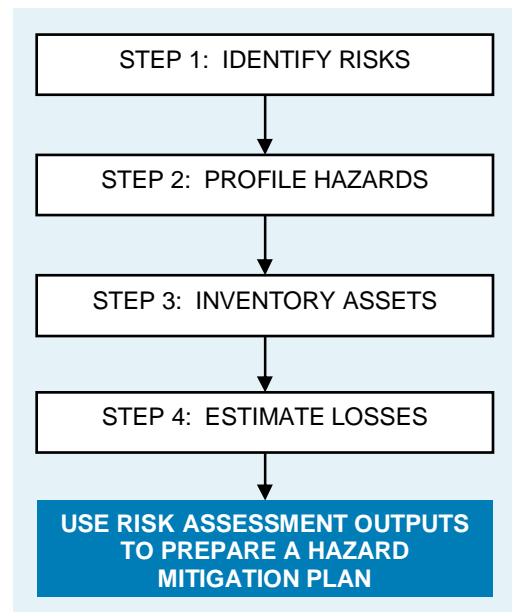 STEP 1: IDENTIFY RISKS
STEP 2: PROFILE HAZARDS
STEP 3: INVENTORY ASSETS
STEP 4: ESTIMATE LOSSES
USE RISK ASSESSMENT OUTPUTS
TO PREPARE A HAZARD
MITIGATION PLAN